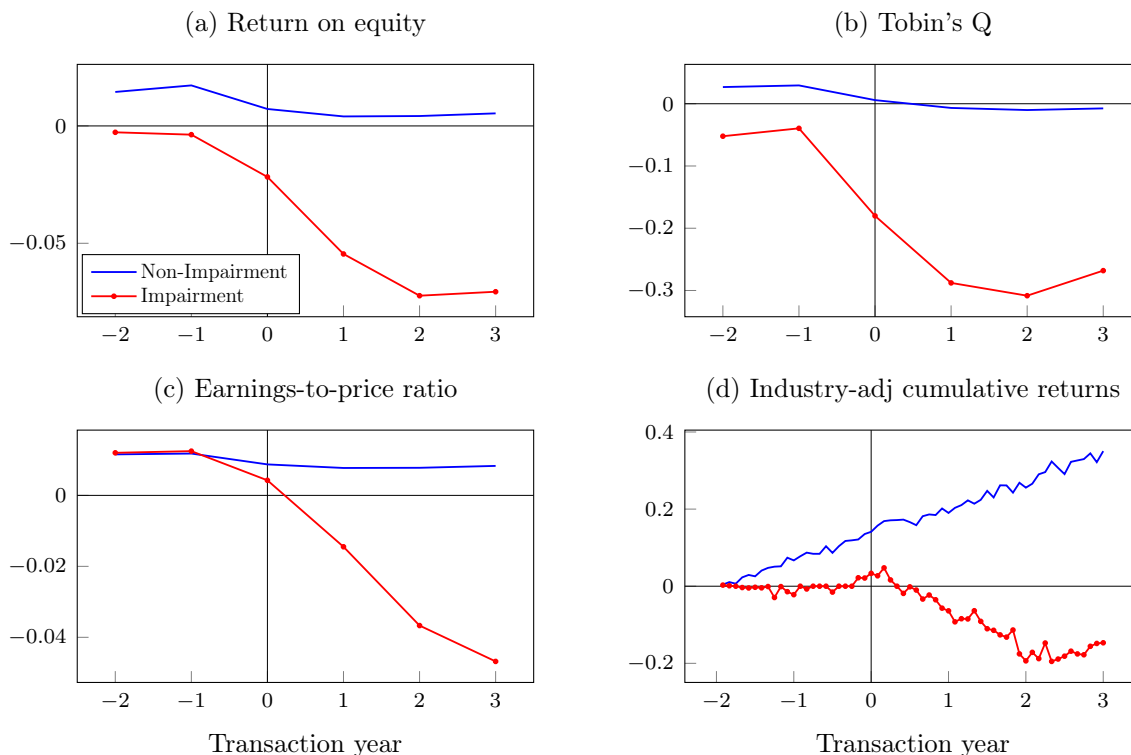 (a) Return on equity
0
−0.05
Non-Impairment
Impairment
−2 −1 0 1 2 3
(b) Tobin's Q
0
−0.1
−0.2
−0.3
−2 −1 0 1 2 3
(c) Earnings-to-price ratio
0
−0.02
−0.04
−2 −1 0 1 2 3
Transaction year
(d) Industry-adj cumulative returns
0.4
0.2
0
−0.2
−2 −1 0 1 2 3
Transaction year